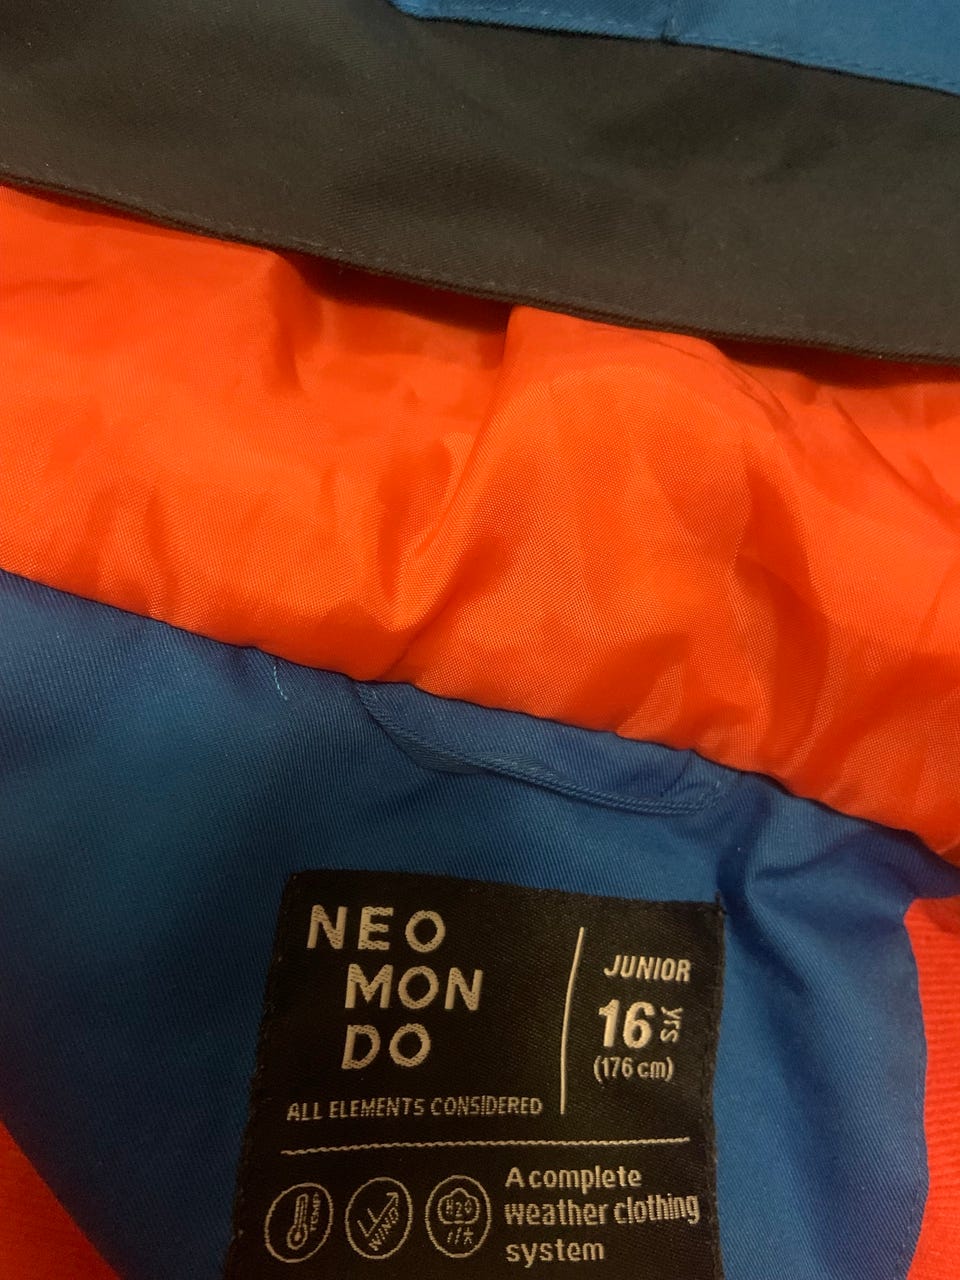 NEO
MON
DO
ALL ELEMENTS CONSIDERED
JUNIOR
16 yrs
(176 cm)
TEMP
WIND
H2O
A complete
weather clothing
system